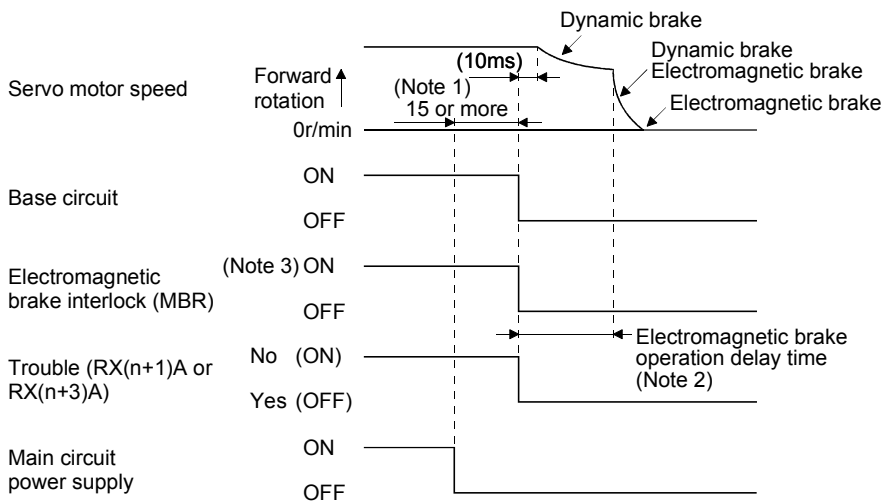 Dynamic brake
Dynamic brake
Electromagnetic brake
Electromagnetic brake
Servo motor speed
Forward
rotation
0r/min
(10ms)
(Note 1)
15 or more
Base circuit
ON
OFF
Electromagnetic
brake interlock (MBR)
(Note 3) ON
OFF
Electromagnetic brake
operation delay time
(Note 2)
Trouble (RX(n+1)A or
RX(n+3)A)
No (ON)
Yes (OFF)
Main circuit
power supply
ON
OFF